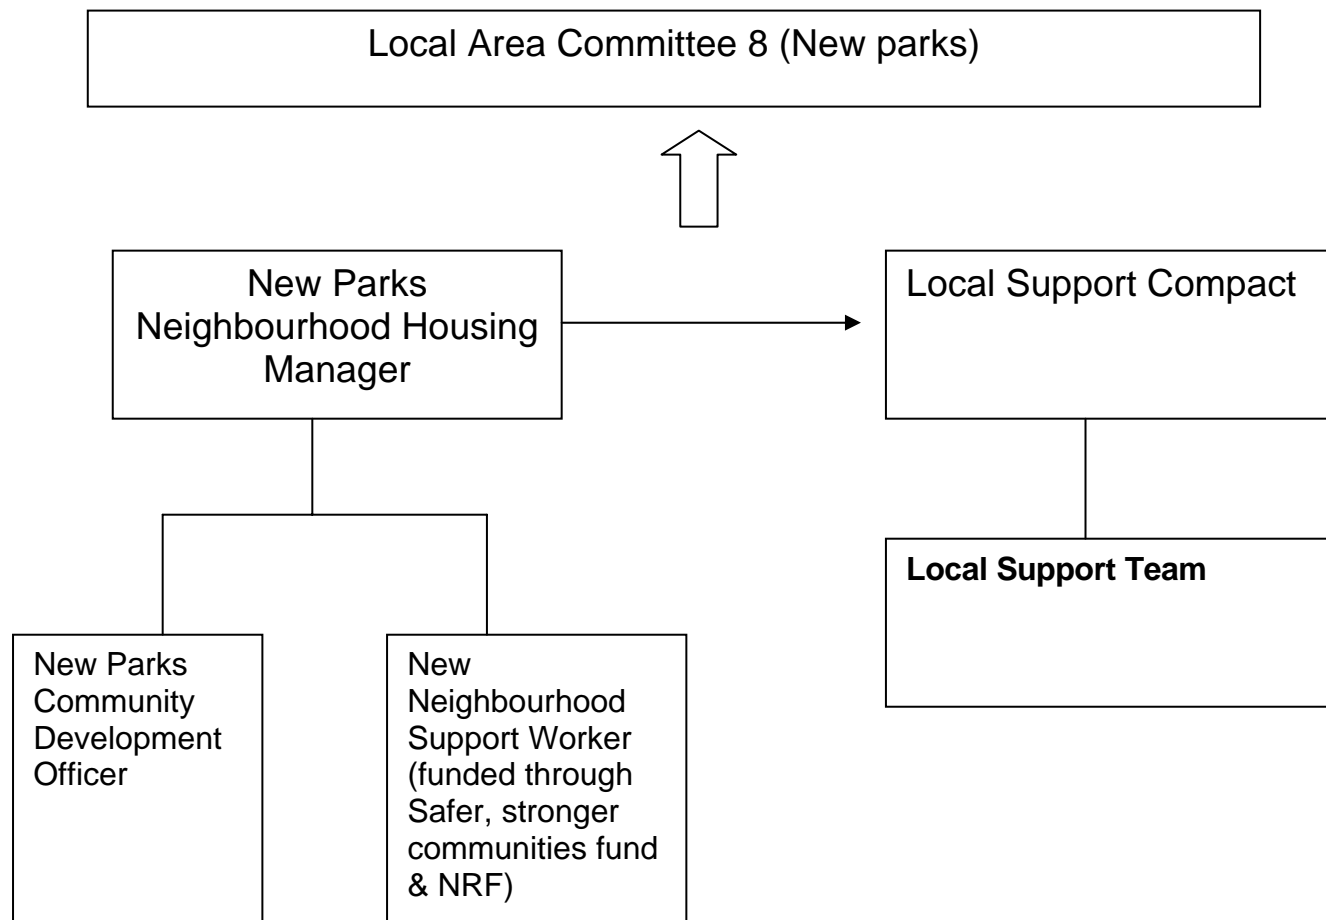 Local Area Committee 8 (New parks)
New Parks
Neighbourhood Housing
Manager
Local Support Compact
Local Support Team
New Parks
Community
Development
Officer
New
Neighbourhood
Support Worker
(funded through
Safer, stronger
communities fund
& NRF)